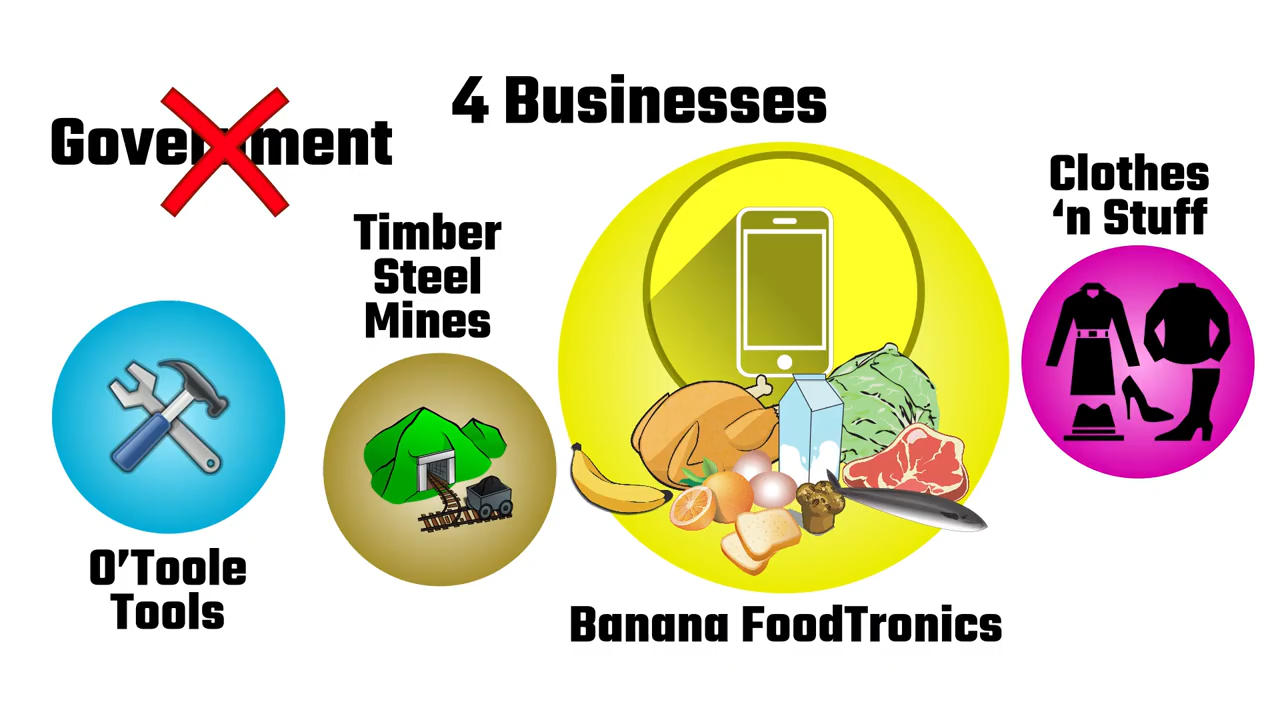 4 Businesses
Government
Clothes
‘n Stuff
Timber
Steel
Mines
O’Toole
Tools
Banana FoodTronics